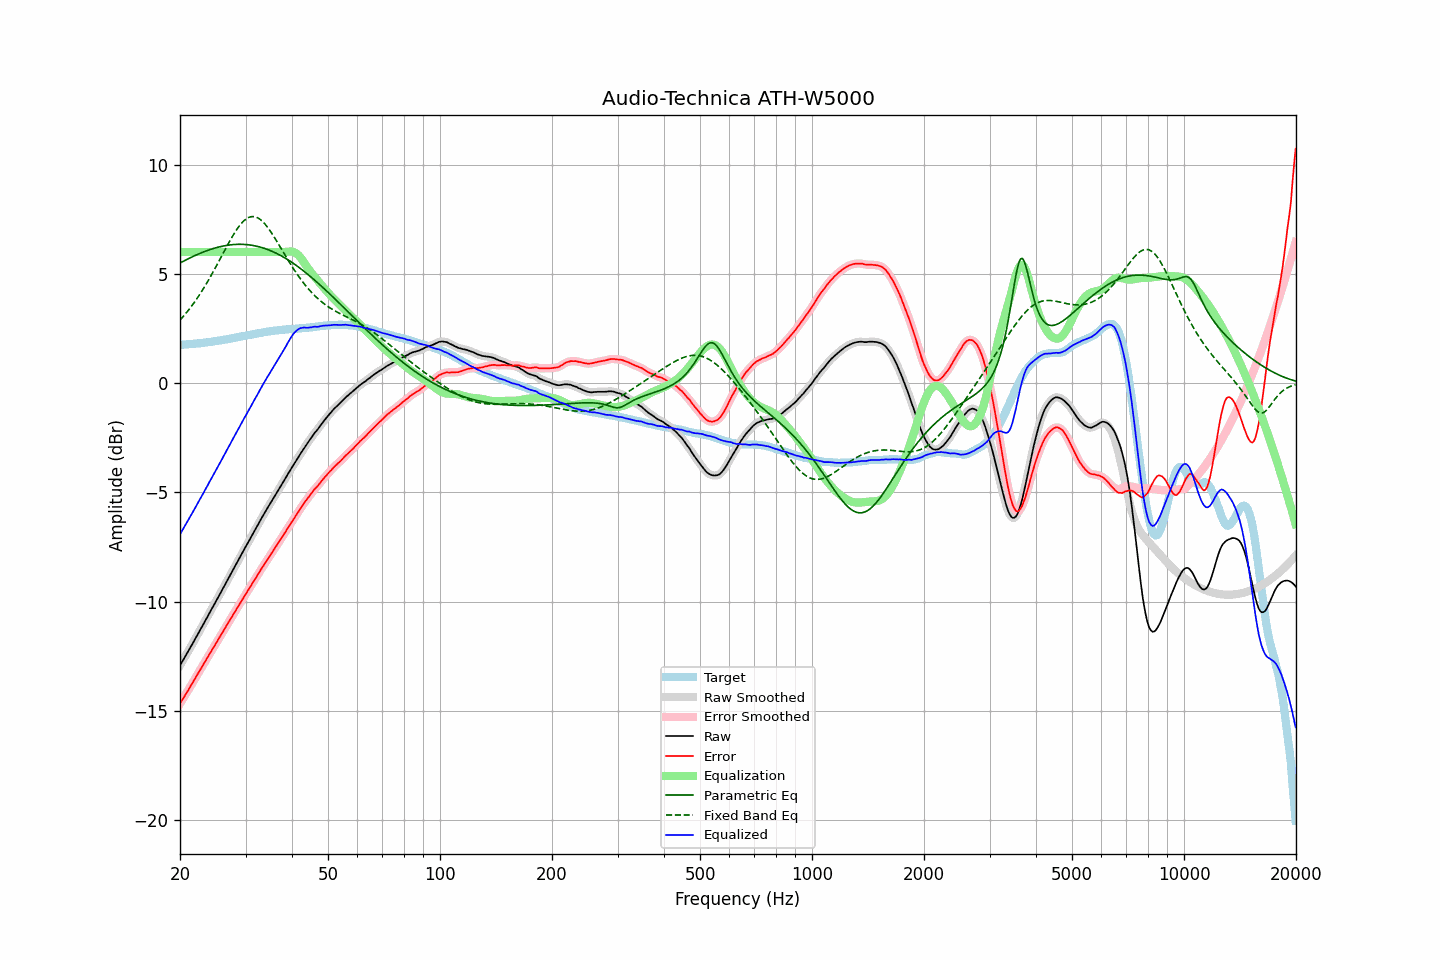 Audio-Technica ATH-W5000
Amplitude (dBr)
10
5
0
−5
−10
−15
−20
Target
Raw Smoothed
Error Smoothed
Raw
Error
Equalization
Parametric Eq
Fixed Band Eq
Equalized
20 50 100 200 500 1000 2000 5000 10000 20000
Frequency (Hz)